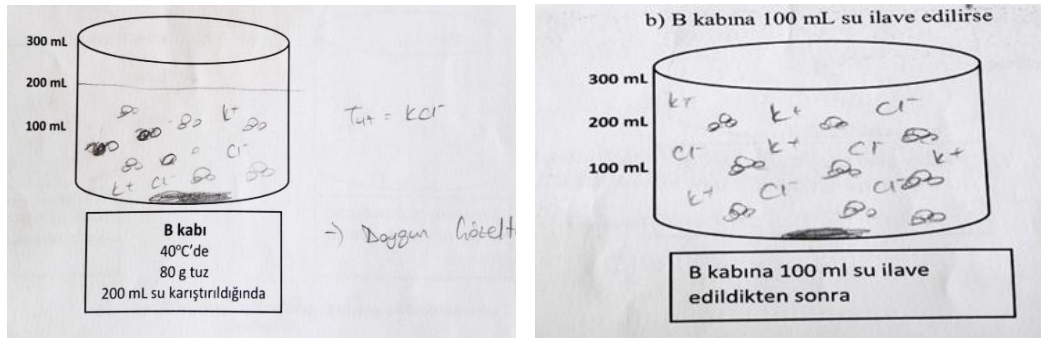 300 mL
200 mL
100 mL
k+
Cl-
k+ Cl-
Tuz = kCl
B kabı
40°C'de
80 g tuz
200 mL su karıştırıldığında
→ Doygun Çözelti
b) B kabına 100 mL su ilave edilirse
300 mL
200 mL
100 mL
k+ k+ Cl-
Cl- k+ Cl- k+
k+ Cl- Cl-
B kabına 100 ml su ilave
edildikten sonra